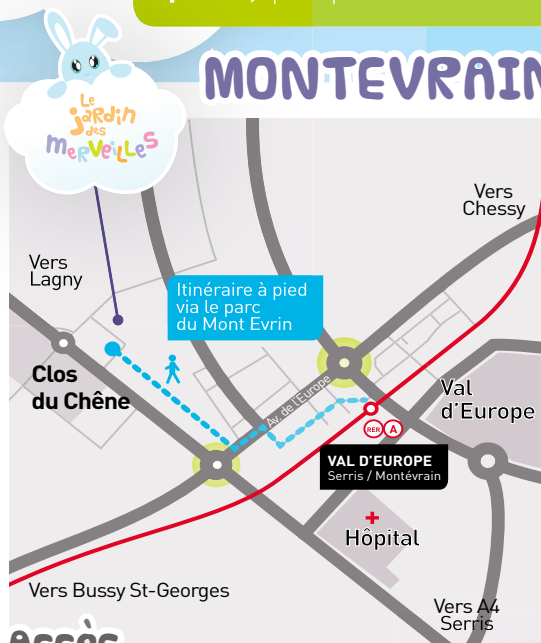 Le
jardin
des
merveilles
MONTEVRAIN
Vers
Chessy
Vers
Lagny
Itinéraire à pied
via le parc
du Mont Evrin
Clos
du Chêne
Av. de l'Europe
Val
d'Europe
RER A
VAL D'EUROPE
Serris / Montévrain
Hôpital
Vers Bussy St-Georges
Vers A4
Serris